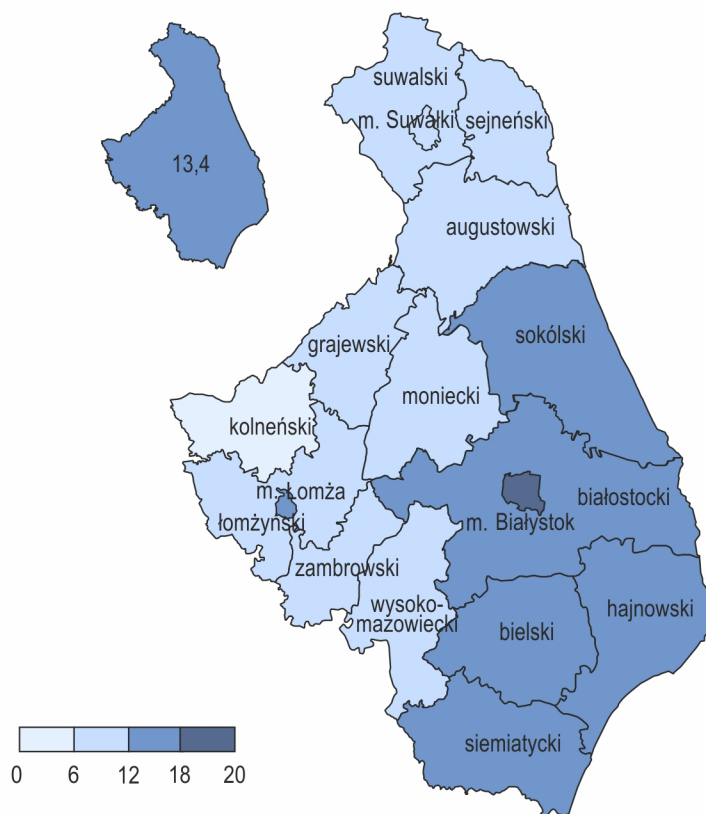 suwalski
m. Suwałki
sejneński
13,4
augustowski
sokólski
grajewski
moniecki
kolneński
m. Łomża
łomżyński
białostocki
m. Białystok
zambrowski
wysoko-
mazowiecki
hajnowski
bielski
siemiatycki
0 6 12 18 20